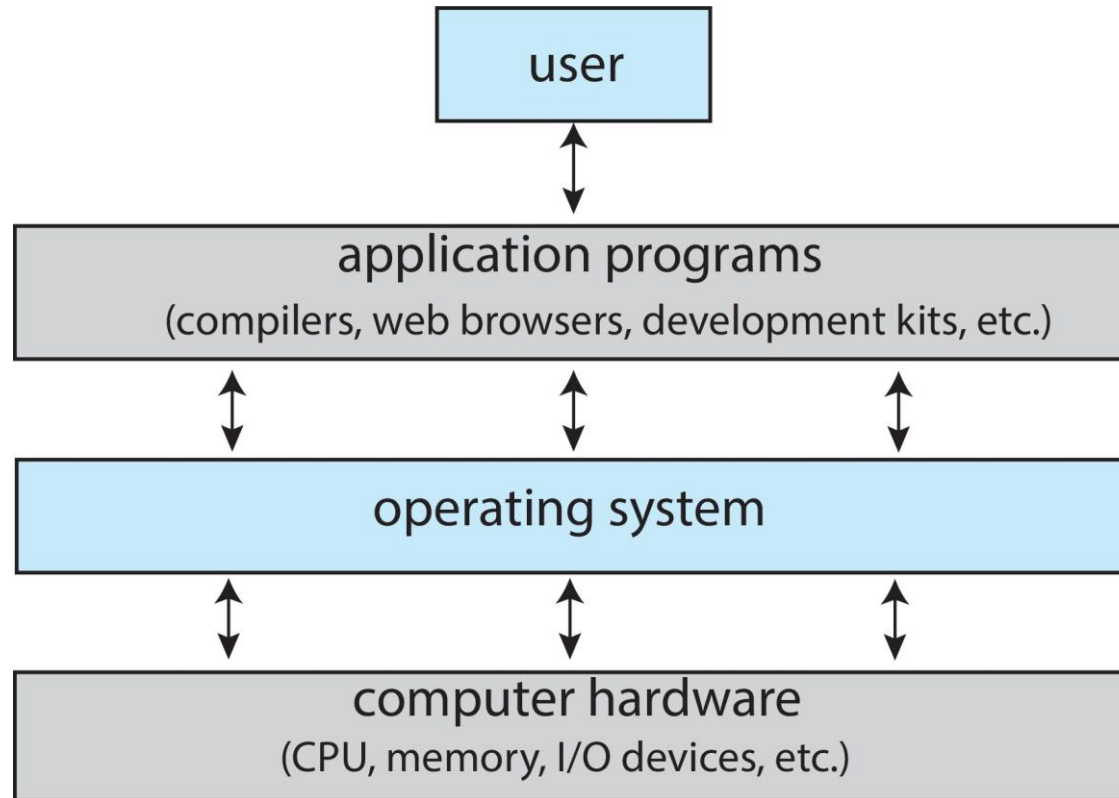 user
application programs
(compilers, web browsers, development kits, etc.)
operating system
computer hardware
(CPU, memory, I/O devices, etc.)